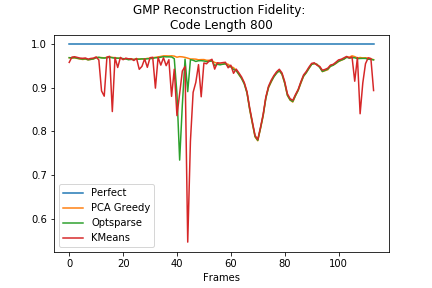 GMP Reconstruction Fidelity:
Code Length 800
1.0
0.9
0.8
0.7
0.6
Perfect
PCA Greedy
Optsparse
KMeans
0 20 40 60 80 100
Frames